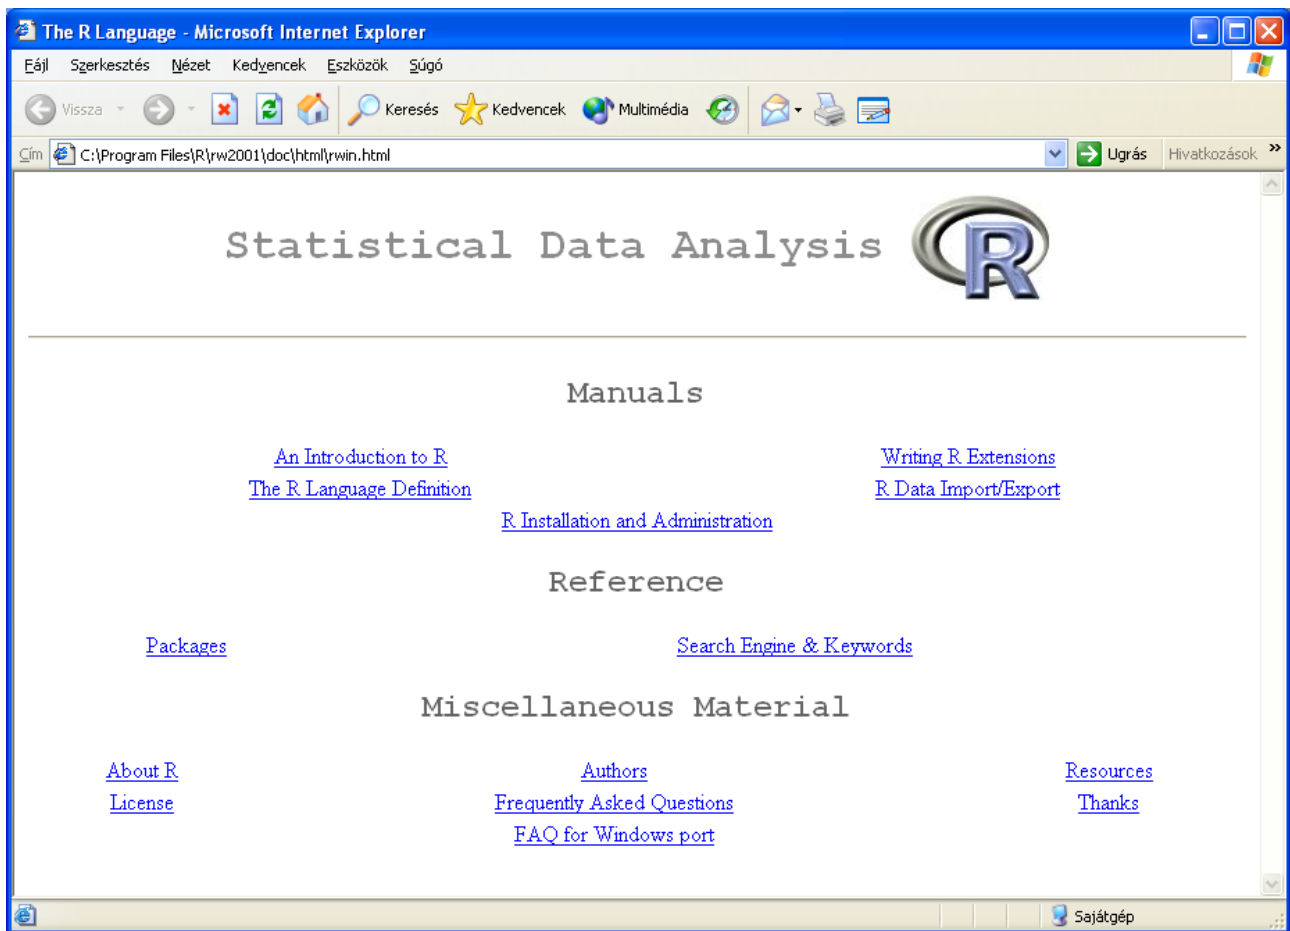 The R Language - Microsoft Internet Explorer
Fájl Szerkesztés Nézet Kedvencek Eszközök Súgó
Vissza Keresés Kedvencek Multimédia
Cím C:\Program Files\R\rw2001\doc\html\rwin.html Ugrás Hivatkozások »
Statistical Data Analysis R
Manuals
An Introduction to R Writing R Extensions
The R Language Definition R Data Import/Export
R Installation and Administration
Reference
Packages Search Engine & Keywords
Miscellaneous Material
About R Authors Resources
License Frequently Asked Questions Thanks
FAQ for Windows port
Sajátgép